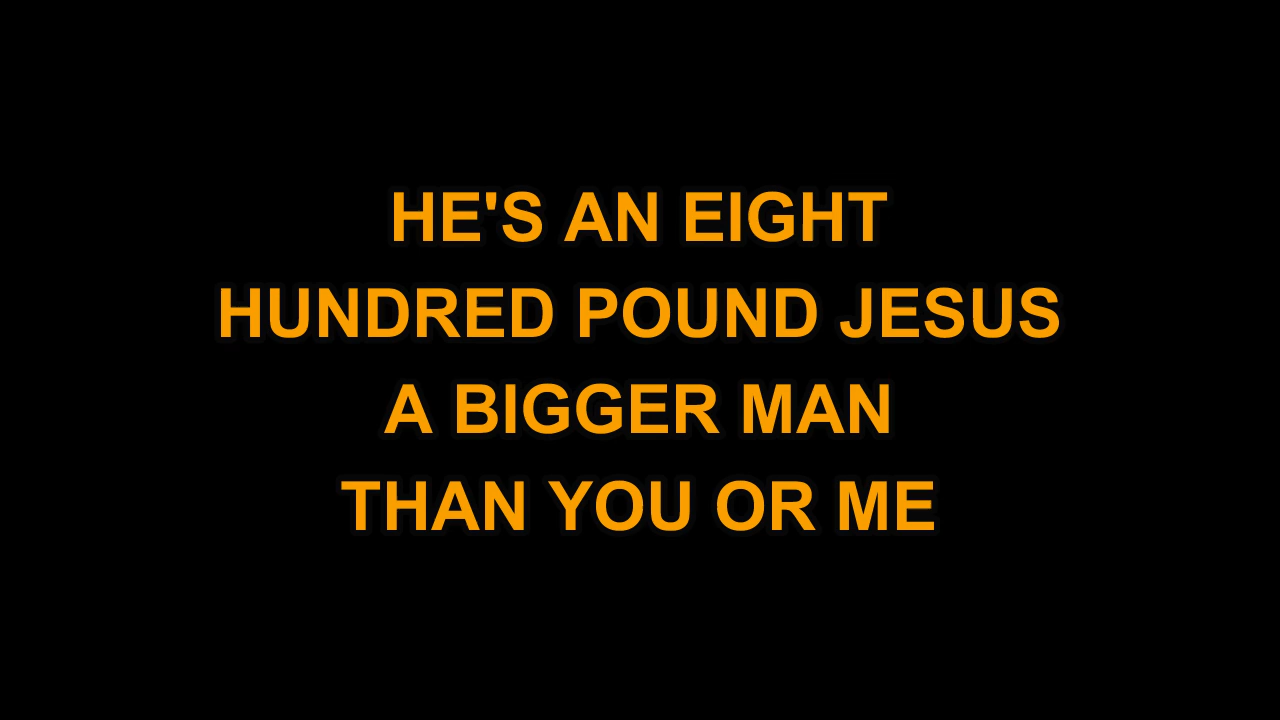 HE'S AN EIGHT
HUNDRED POUND JESUS
A BIGGER MAN
THAN YOU OR ME